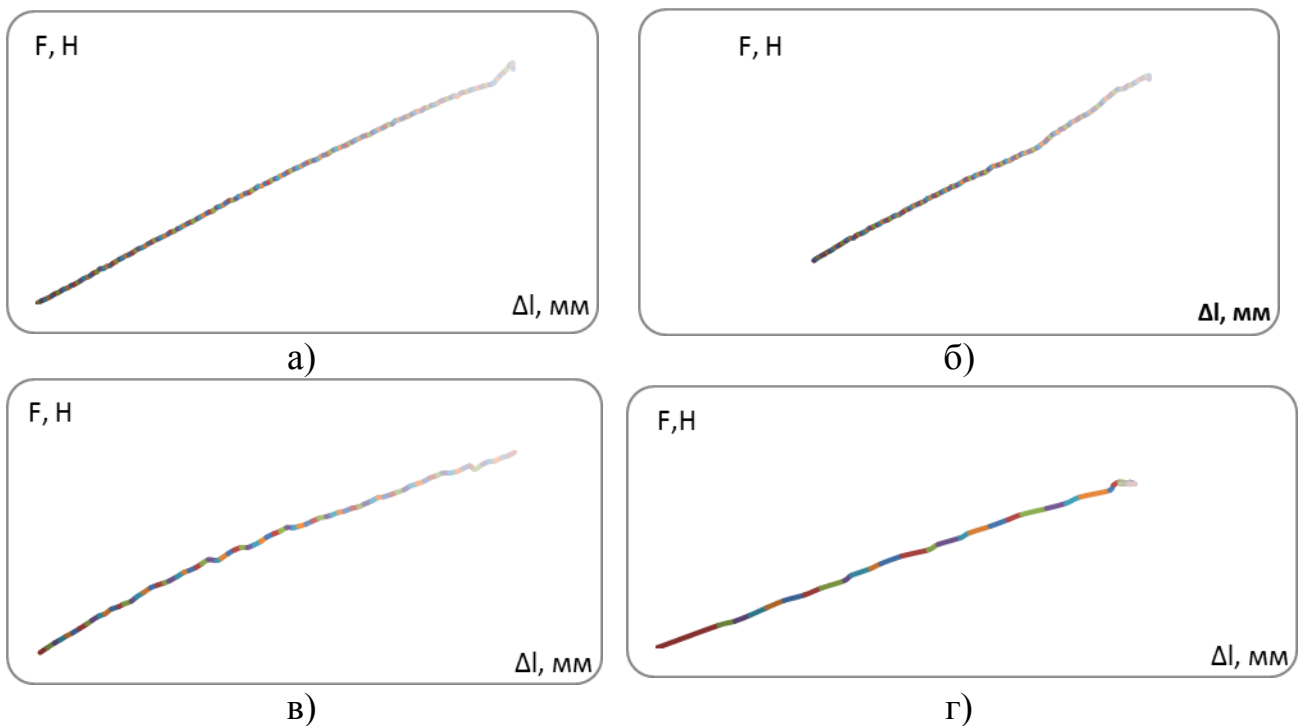 F, Н
Δl, мм
а)
F, Н
Δl, мм
б)
F, Н
Δl, мм
в)
F,Н
Δl, мм
г)